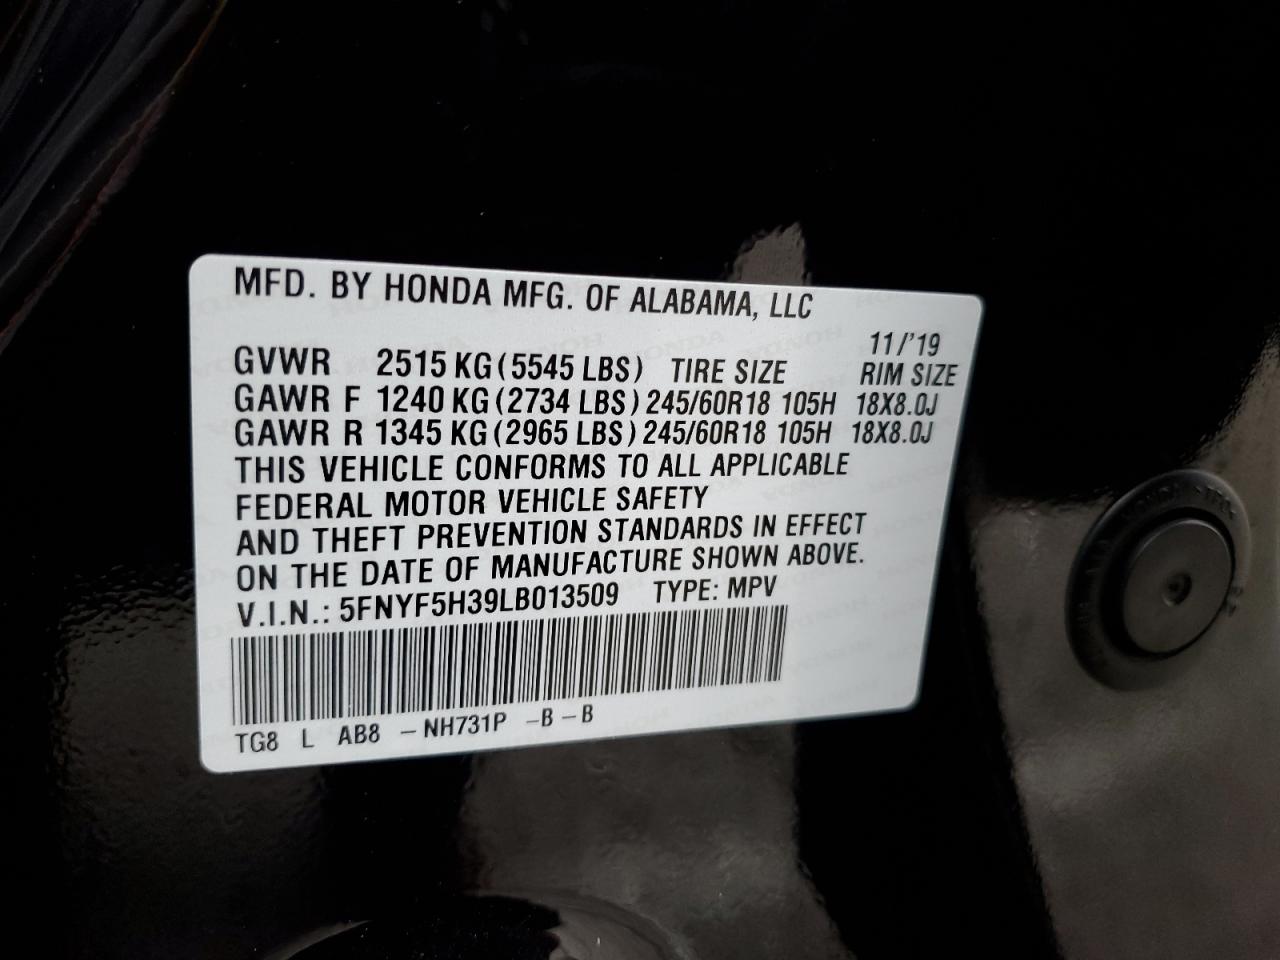 MFD. BY HONDA MFG. OF ALABAMA, LLC
11/'19
GVWR 2515 KG (5545 LBS) TIRE SIZE RIM SIZE
GAWR F 1240 KG (2734 LBS) 245/60R18 105H 18X8.0J
GAWR R 1345 KG (2965 LBS) 245/60R18 105H 18X8.0J
THIS VEHICLE CONFORMS TO ALL APPLICABLE
FEDERAL MOTOR VEHICLE SAFETY
AND THEFT PREVENTION STANDARDS IN EFFECT
ON THE DATE OF MANUFACTURE SHOWN ABOVE.
V.I.N.: 5FNYF5H39LB013509 TYPE: MPV
TG8 L AB8 - NH731P - B - B